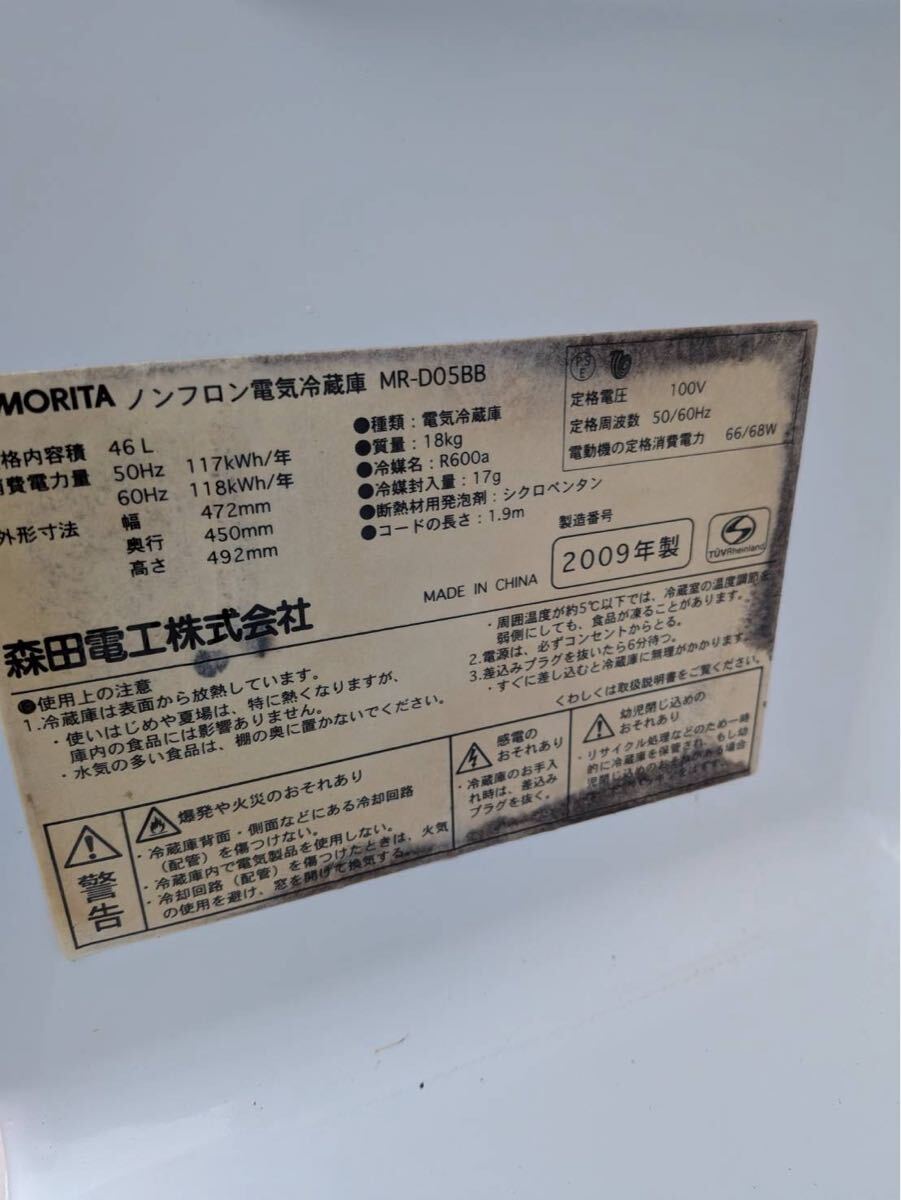 MORITA ノンフロン電気冷蔵庫 MR-D05BB
格内容積 46L
消費電力量 50Hz 117kWh/年
60Hz 118kWh/年
外形寸法 幅 472mm
奥行 450mm
高さ 492mm
●種類：電気冷蔵庫
●質量：18kg
●冷媒名：R600a
●冷媒封入量：17g
●断熱材用発泡剤：シクロペンタン
●コードの長さ：1.9m
PSE
定格電圧 100V
定格周波数 50/60Hz
電動機の定格消費電力 66/68W
製造番号
2009年製
TÜVRheinland
MADE IN CHINA
森田電工株式会社
●使用上の注意
1.冷蔵庫は表面から放熱しています。
・使いはじめや夏場は、特に熱くなりますが、
庫内の食品には影響ありません。
・水気の多い食品は、棚の奥に置かないでください。
・周囲温度が約5℃以下では、冷蔵室の温度調節を
弱側にしても、食品が凍ることがあります。
2.電源は、必ずコンセントからとる。
3.差込みプラグを抜いたら6分待つ。
・すぐに差し込むと冷蔵庫に無理がかかります。
くわしくは取扱説明書をご覧ください。
警告
爆発や火災のおそれあり
・冷蔵庫背面・側面などにある冷却回路
（配管）を傷つけない。
・冷蔵庫内で電気製品を使用しない。
・冷却回路（配管）を傷つけたときは、火気
の使用を避け、窓を開けて換気する。
感電の
おそれあり
・冷蔵庫のお手入
れ時は、差込み
プラグを抜く。
幼児閉じ込めの
おそれあり
・リサイクル処理などのため一時
的に冷蔵庫を保管され、もし幼
児閉じ込めのおそれがある場合